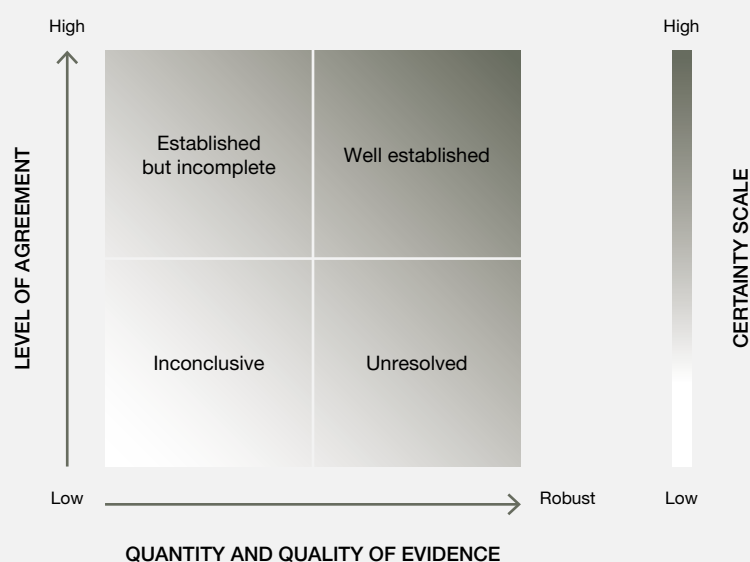 High
High
Established
but incomplete
Well established
LEVEL OF AGREEMENT
CERTAINTY SCALE
Inconclusive
Unresolved
Low
Robust
Low
QUANTITY AND QUALITY OF EVIDENCE